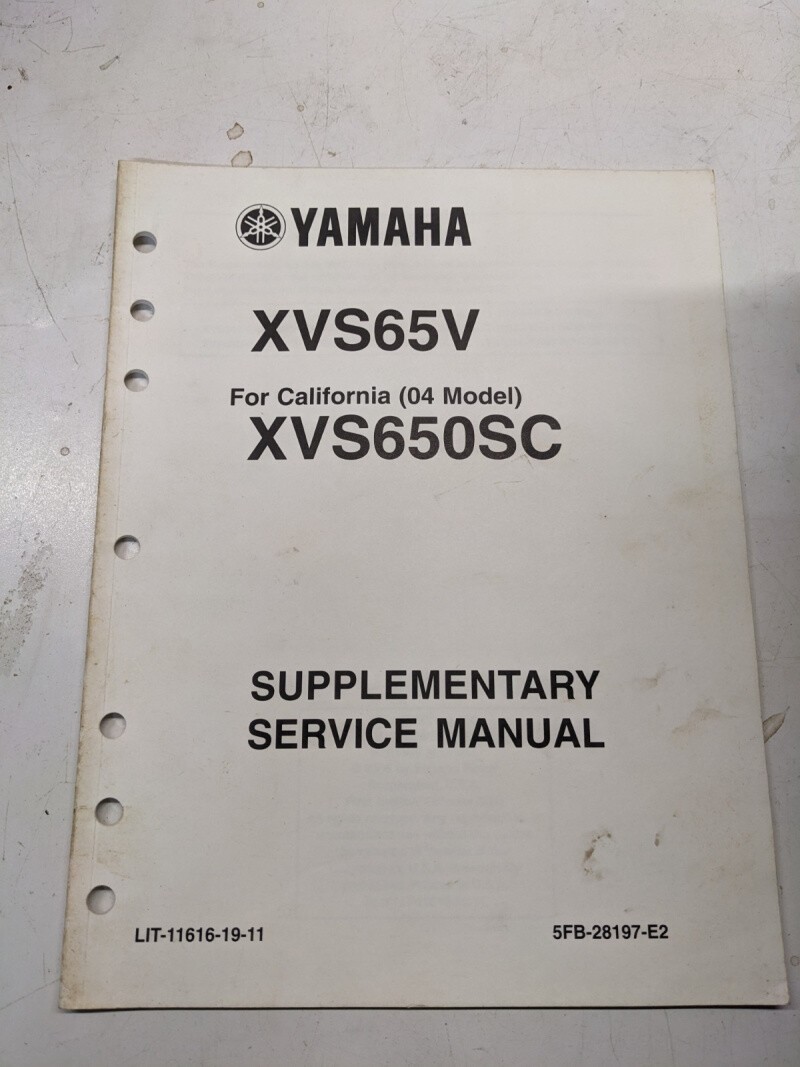 YAMAHA
XVS65V
For California (04 Model)
XVS650SC
SUPPLEMENTARY
SERVICE MANUAL
LIT-11616-19-11
5FB-28197-E2